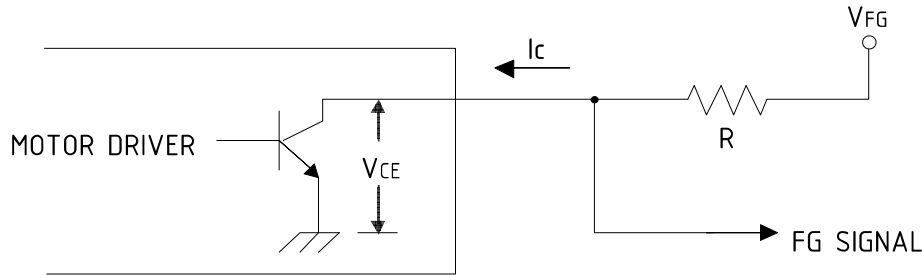 VFG
Ic
R
MOTOR DRIVER
VCE
FG SIGNAL